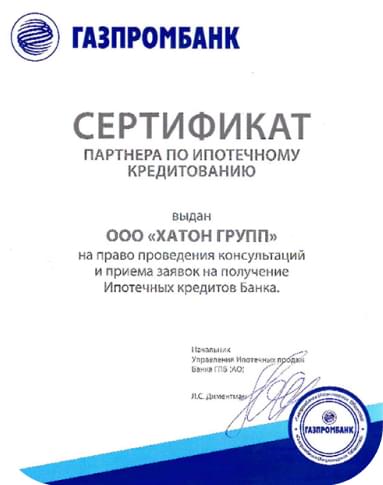 ГАЗПРОМБАНК
СЕРТИФИКАТ
ПАРТНЕРА ПО ИПОТЕЧНОМУ
КРЕДИТОВАНИЮ
выдан
ООО «ХАТОН ГРУПП»
на право проведения консультаций
и приема заявок на получение
Ипотечных кредитов Банка.
Начальник
Управления Ипотечных продаж
Банка ГПБ (АО)
Л.С. Диментман
ГАЗПРОМБАНК